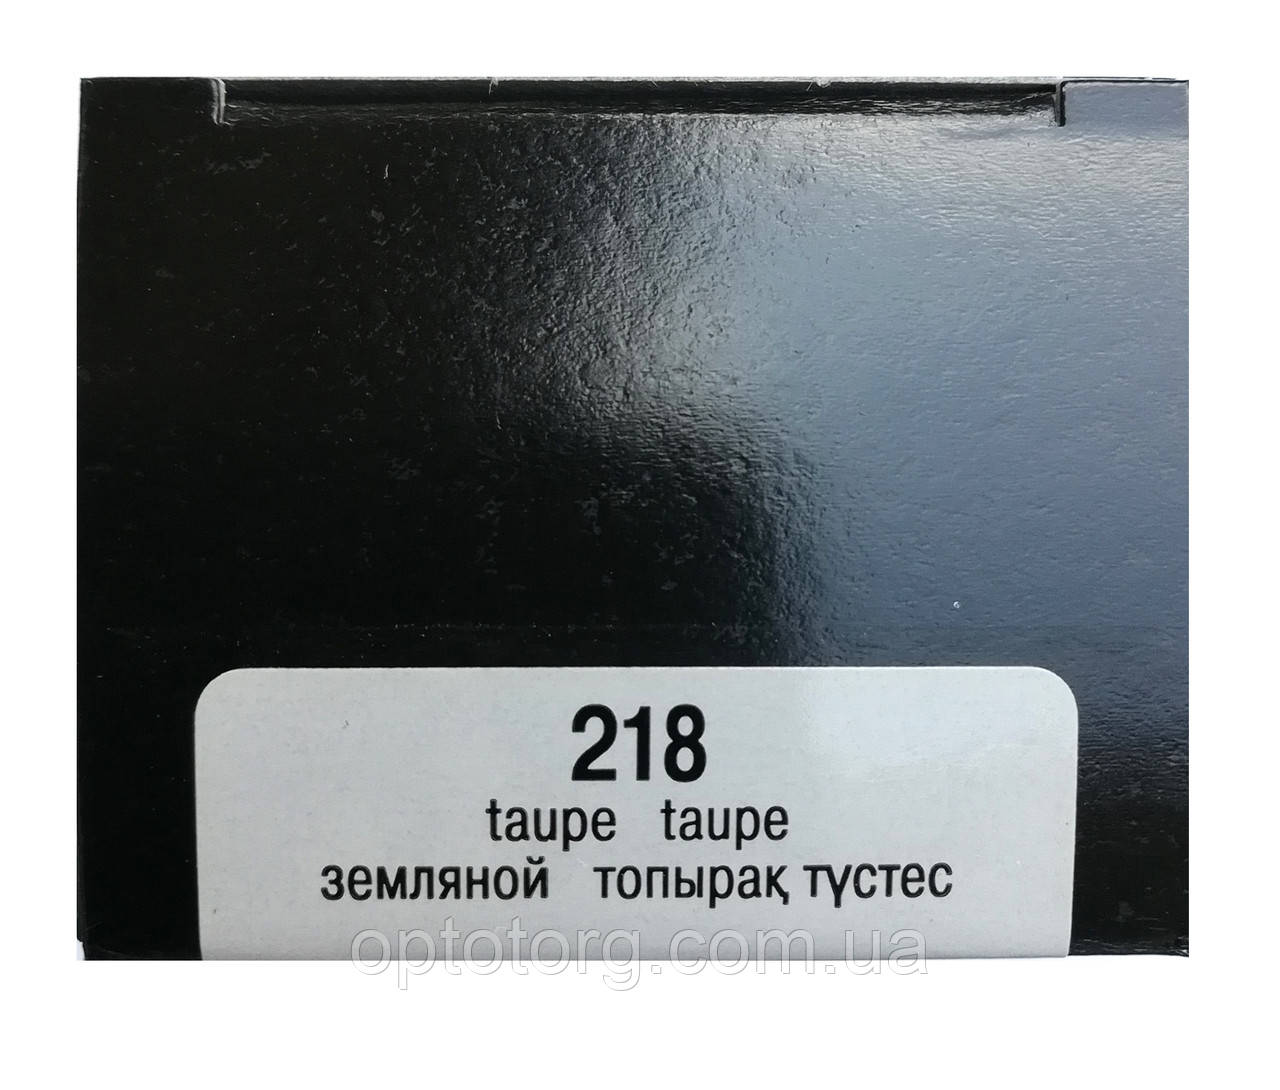 218
taupe taupe
земляной топырақ түстес
optotorg.com.ua